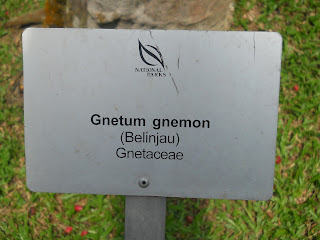 NATIONAL
PARKS
Gnetum gnemon
(Belinjau)
Gnetaceae